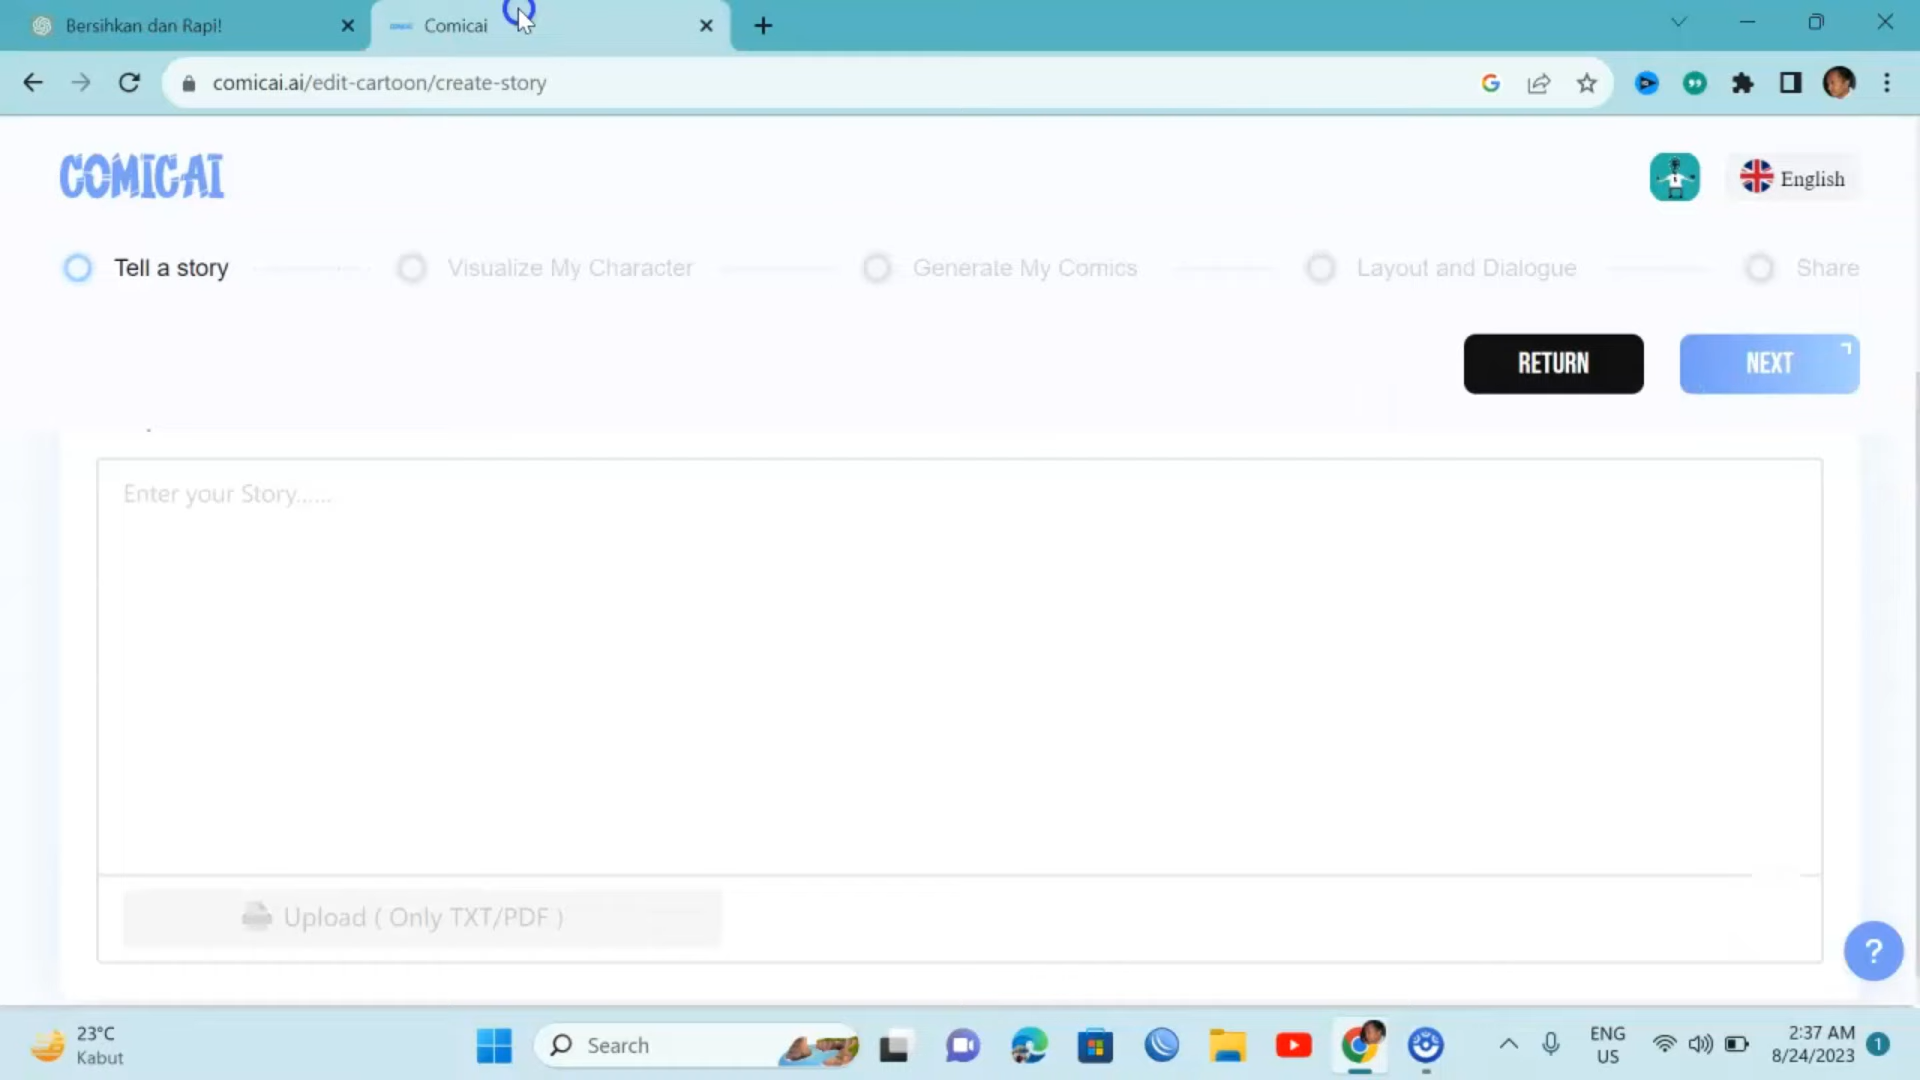 Bersihkan dan Rapi!
Comicai
comicai.ai/edit-cartoon/create-story
COMICAI
English
Tell a story
Visualize My Character
Generate My Comics
Layout and Dialogue
Share
RETURN
NEXT
Enter your Story......
Upload ( Only TXT/PDF )
?
23°C
Kabut
Search
ENG
US
2:37 AM
8/24/2023
1